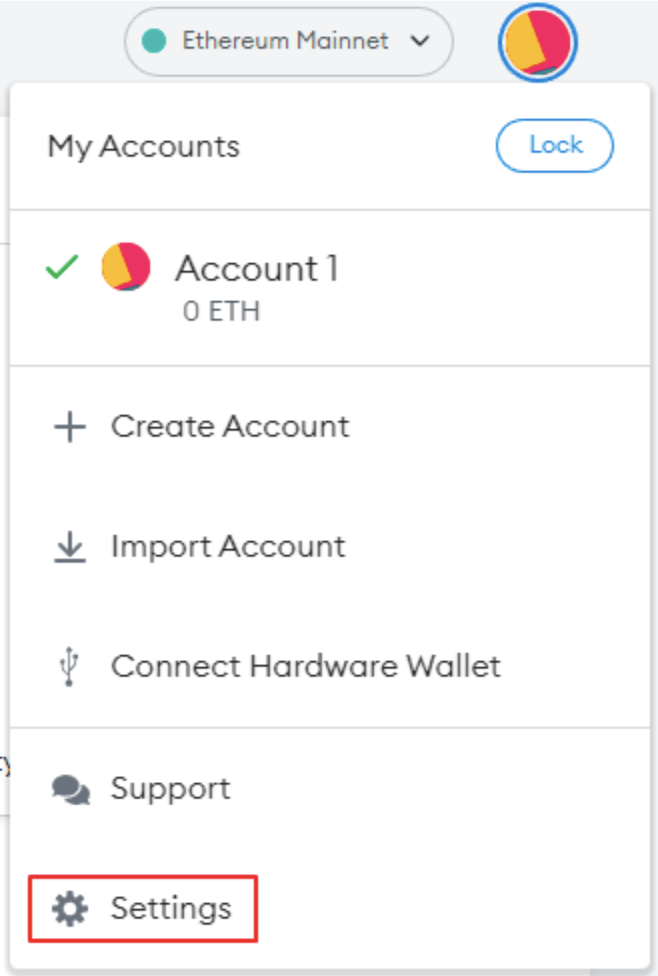 Ethereum Mainnet
My Accounts
Lock
Account 1
0 ETH
Create Account
Import Account
Connect Hardware Wallet
Support
Settings